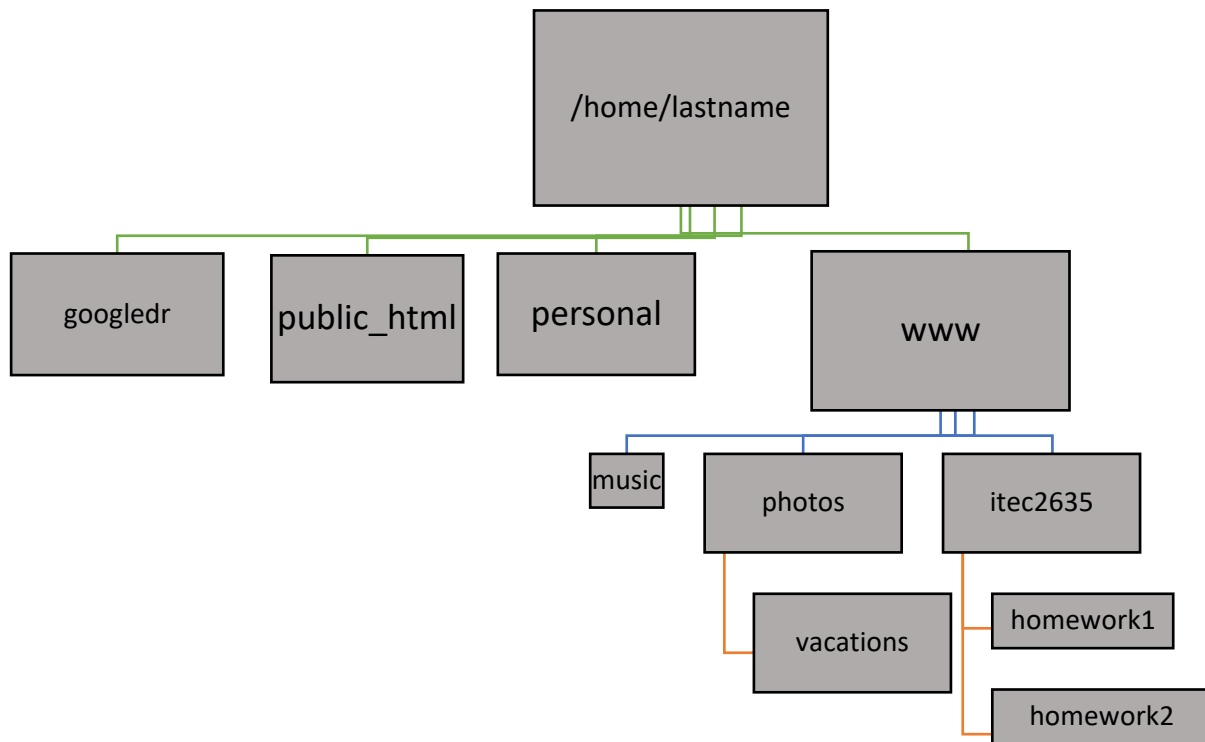 /home/lastname
googledr
public_html
personal
www
music
photos
itec2635
vacations
homework1
homework2